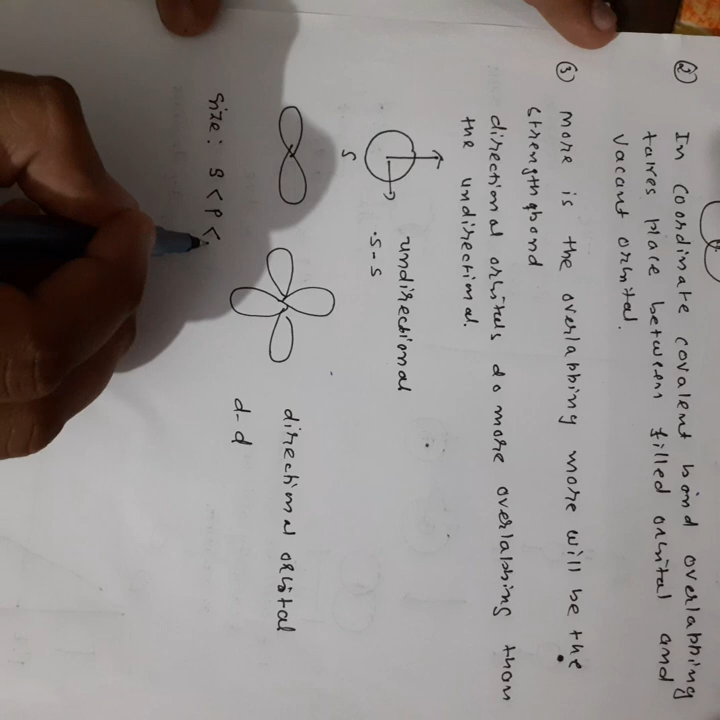 ② In coordinate covalent bond overlapping
takes place between filled orbital and
vacant orbital.
③ more is the overlapping more will be the
strength bond
directional orbitals do more overlapping than
the undirectional.
undirectional
S
s-s
directional orbital
d-d
Size: S < P <